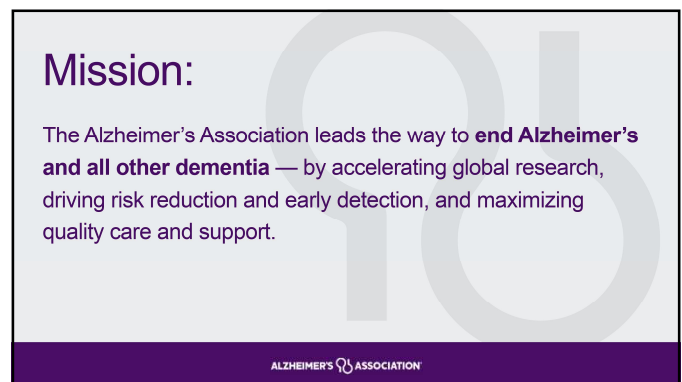 Mission:
The Alzheimer’s Association leads the way to end Alzheimer’s
and all other dementia — by accelerating global research,
driving risk reduction and early detection, and maximizing
quality care and support.
ALZHEIMER’S ASSOCIATION